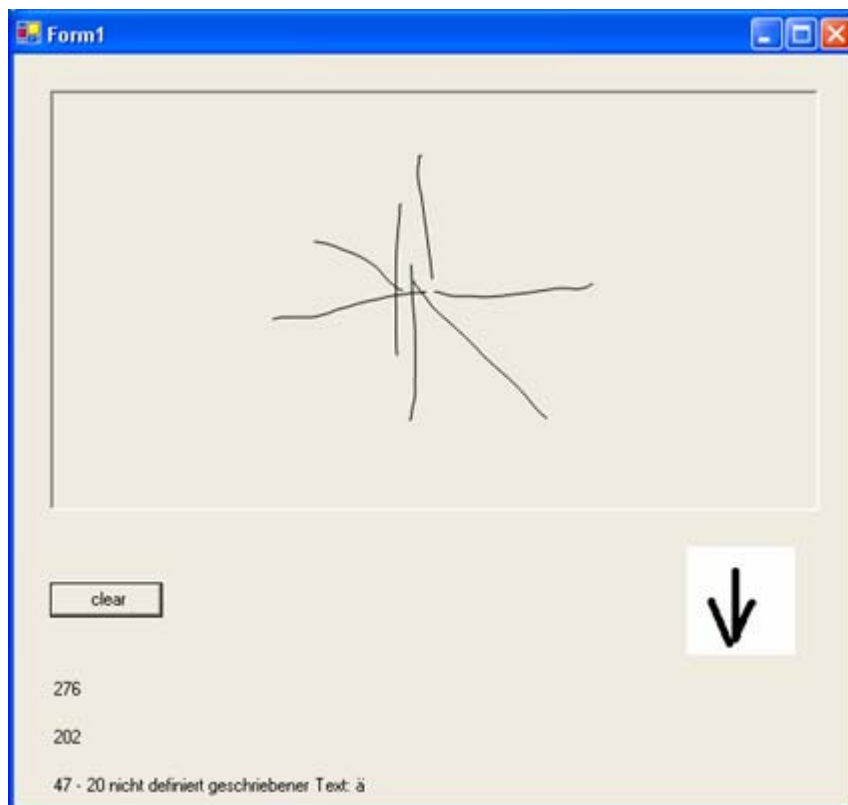 Form1
clear
276
202
47 - 20 nicht definiert geschriebener Text: ä